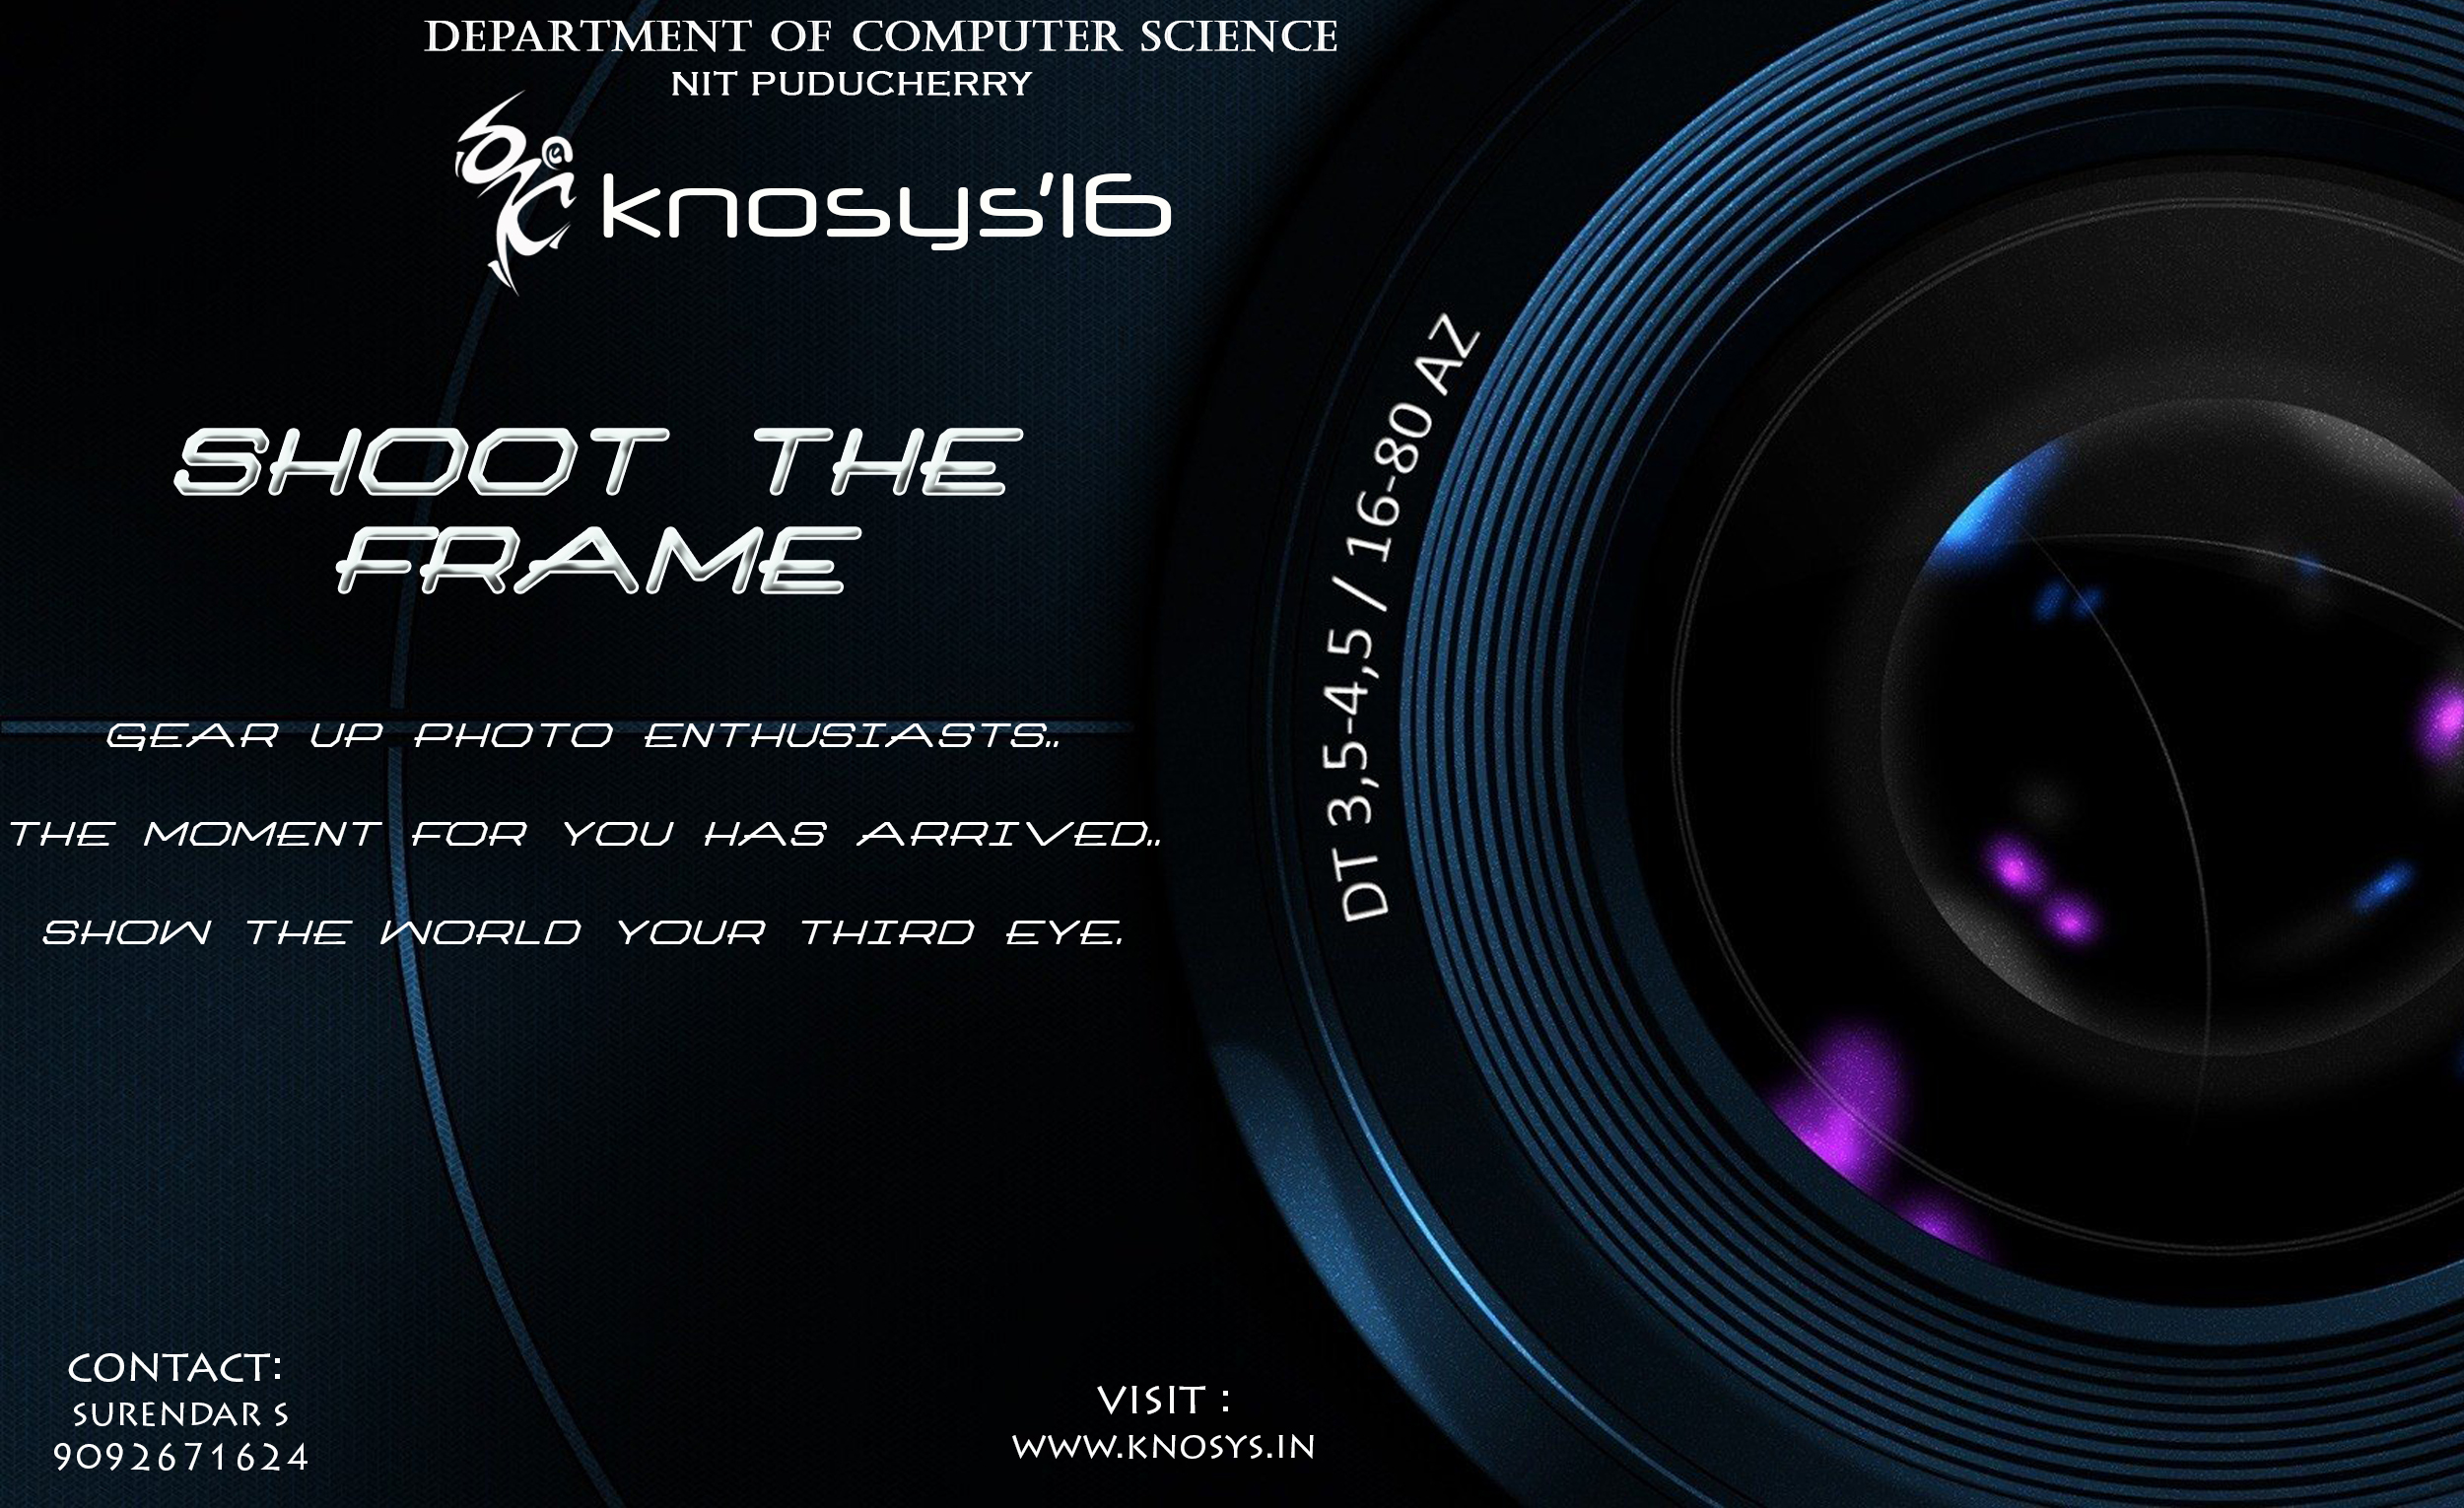 DEPARTMENT OF COMPUTER SCIENCE
NIT PUDUCHERRY
knosys'16
SHOOT THE
FRAME
GEAR UP PHOTO ENTHUSIASTS..
THE MOMENT FOR YOU HAS ARRIVED..
SHOW THE WORLD YOUR THIRD EYE.
DT 3,5-4,5 / 16-80 AZ
CONTACT:
SURENDAR S
9092671624
VISIT :
WWW.KNOSYS.IN